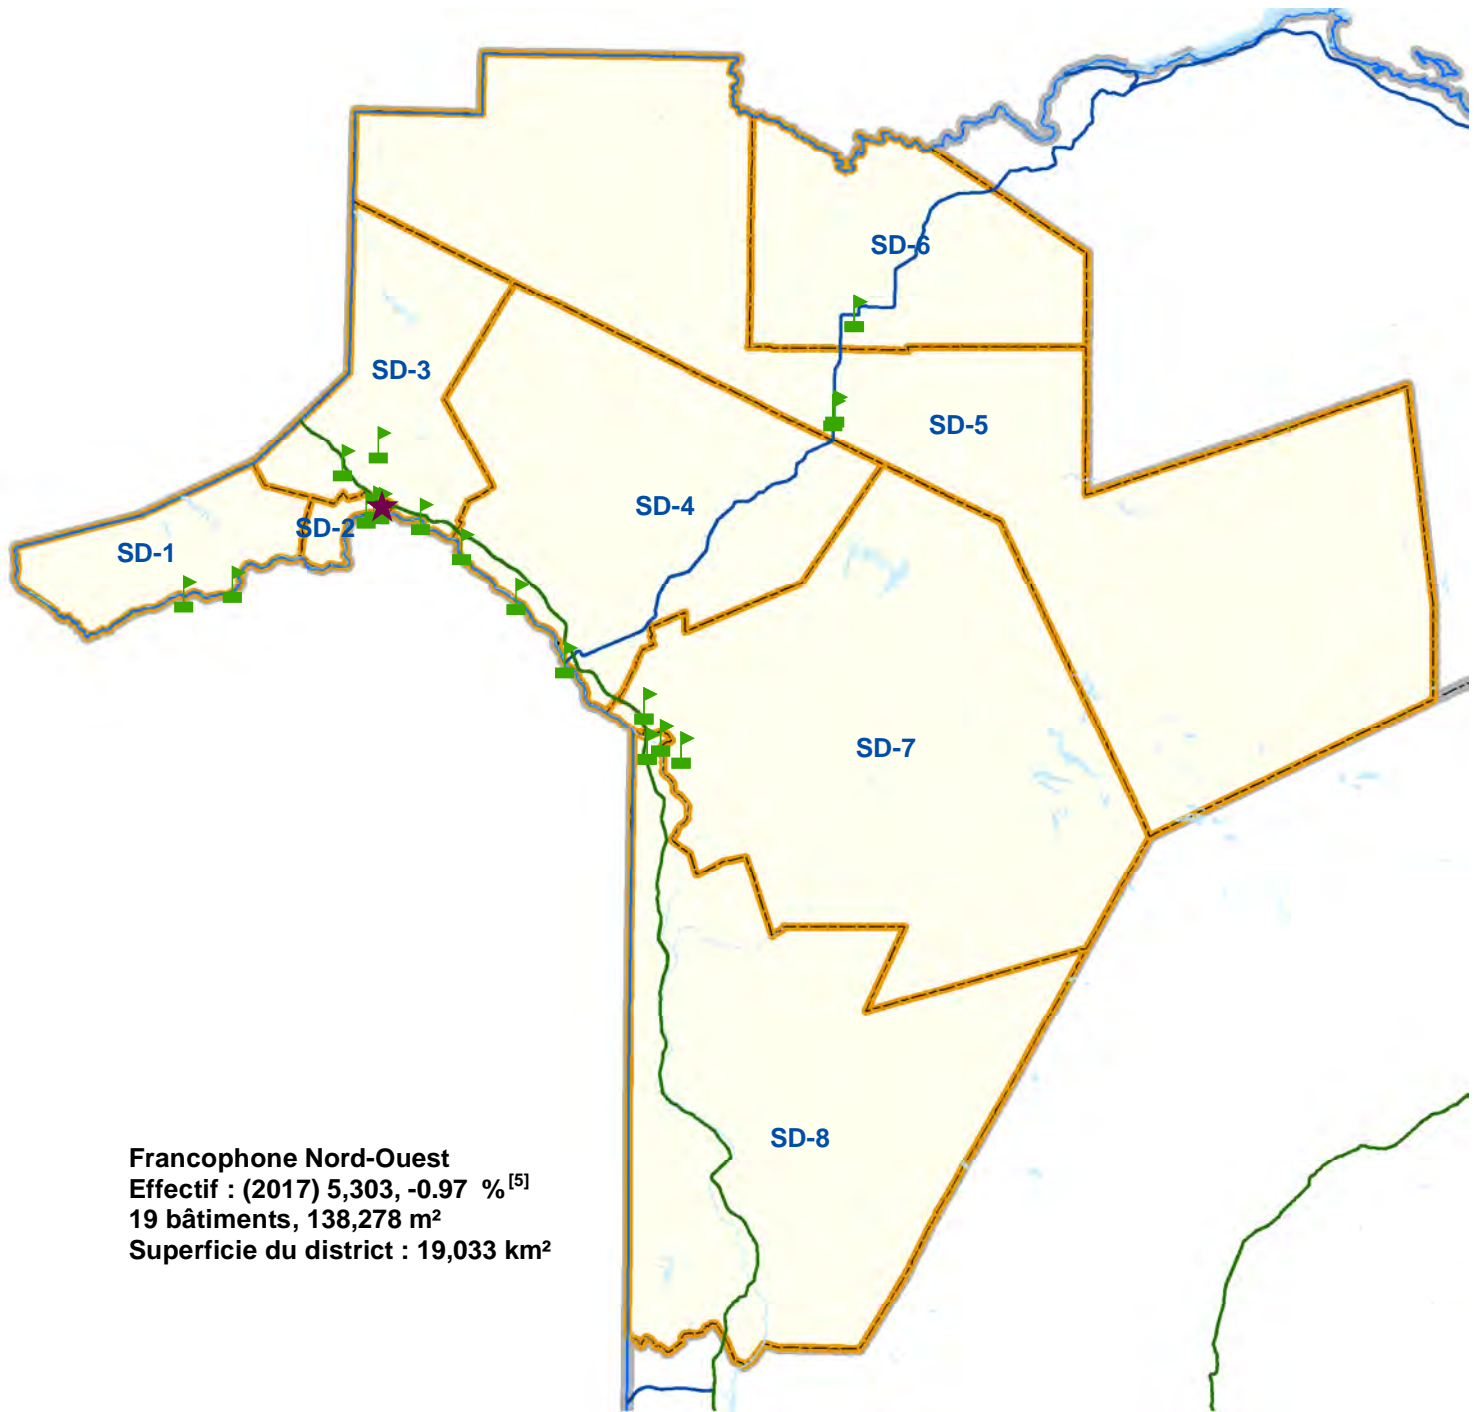 SD-6
SD-3
SD-5
SD-4
SD-2
SD-1
SD-7
SD-8
Francophone Nord-Ouest
Effectif : (2017) 5,303, -0.97 % [5]
19 bâtiments, 138,278 m²
Superficie du district : 19,033 km²